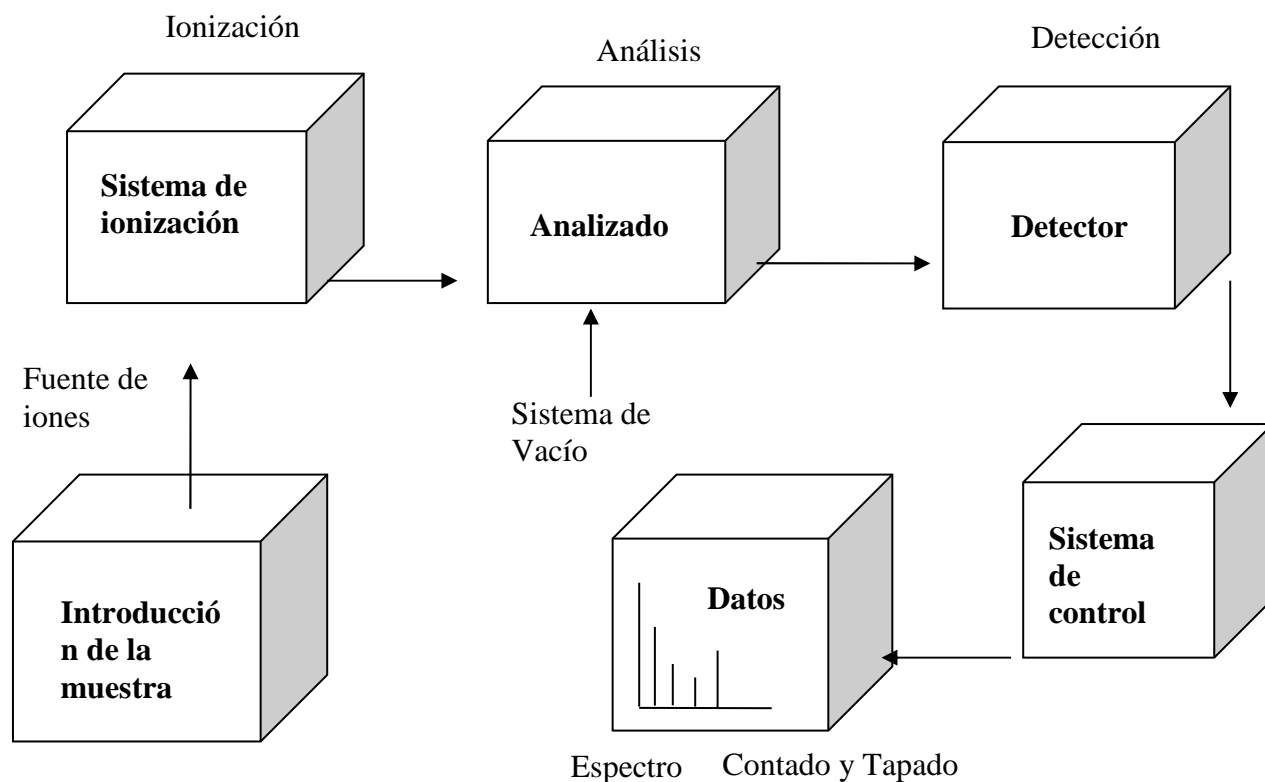 Ionización
Análisis
Detección
Sistema de
ionización
Analizado
Detector
Fuente de
iones
Sistema de
Vacío
Introducció
n de la
muestra
Datos
Sistema
de
control
Espectro
Contado y Tapado